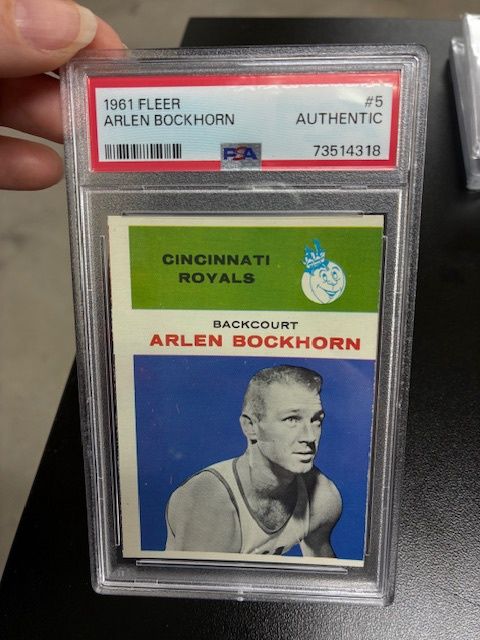 1961 FLEER #5
ARLEN BOCKHORN AUTHENTIC
PSA 73514318
CINCINNATI
ROYALS
BACKCOURT
ARLEN BOCKHORN